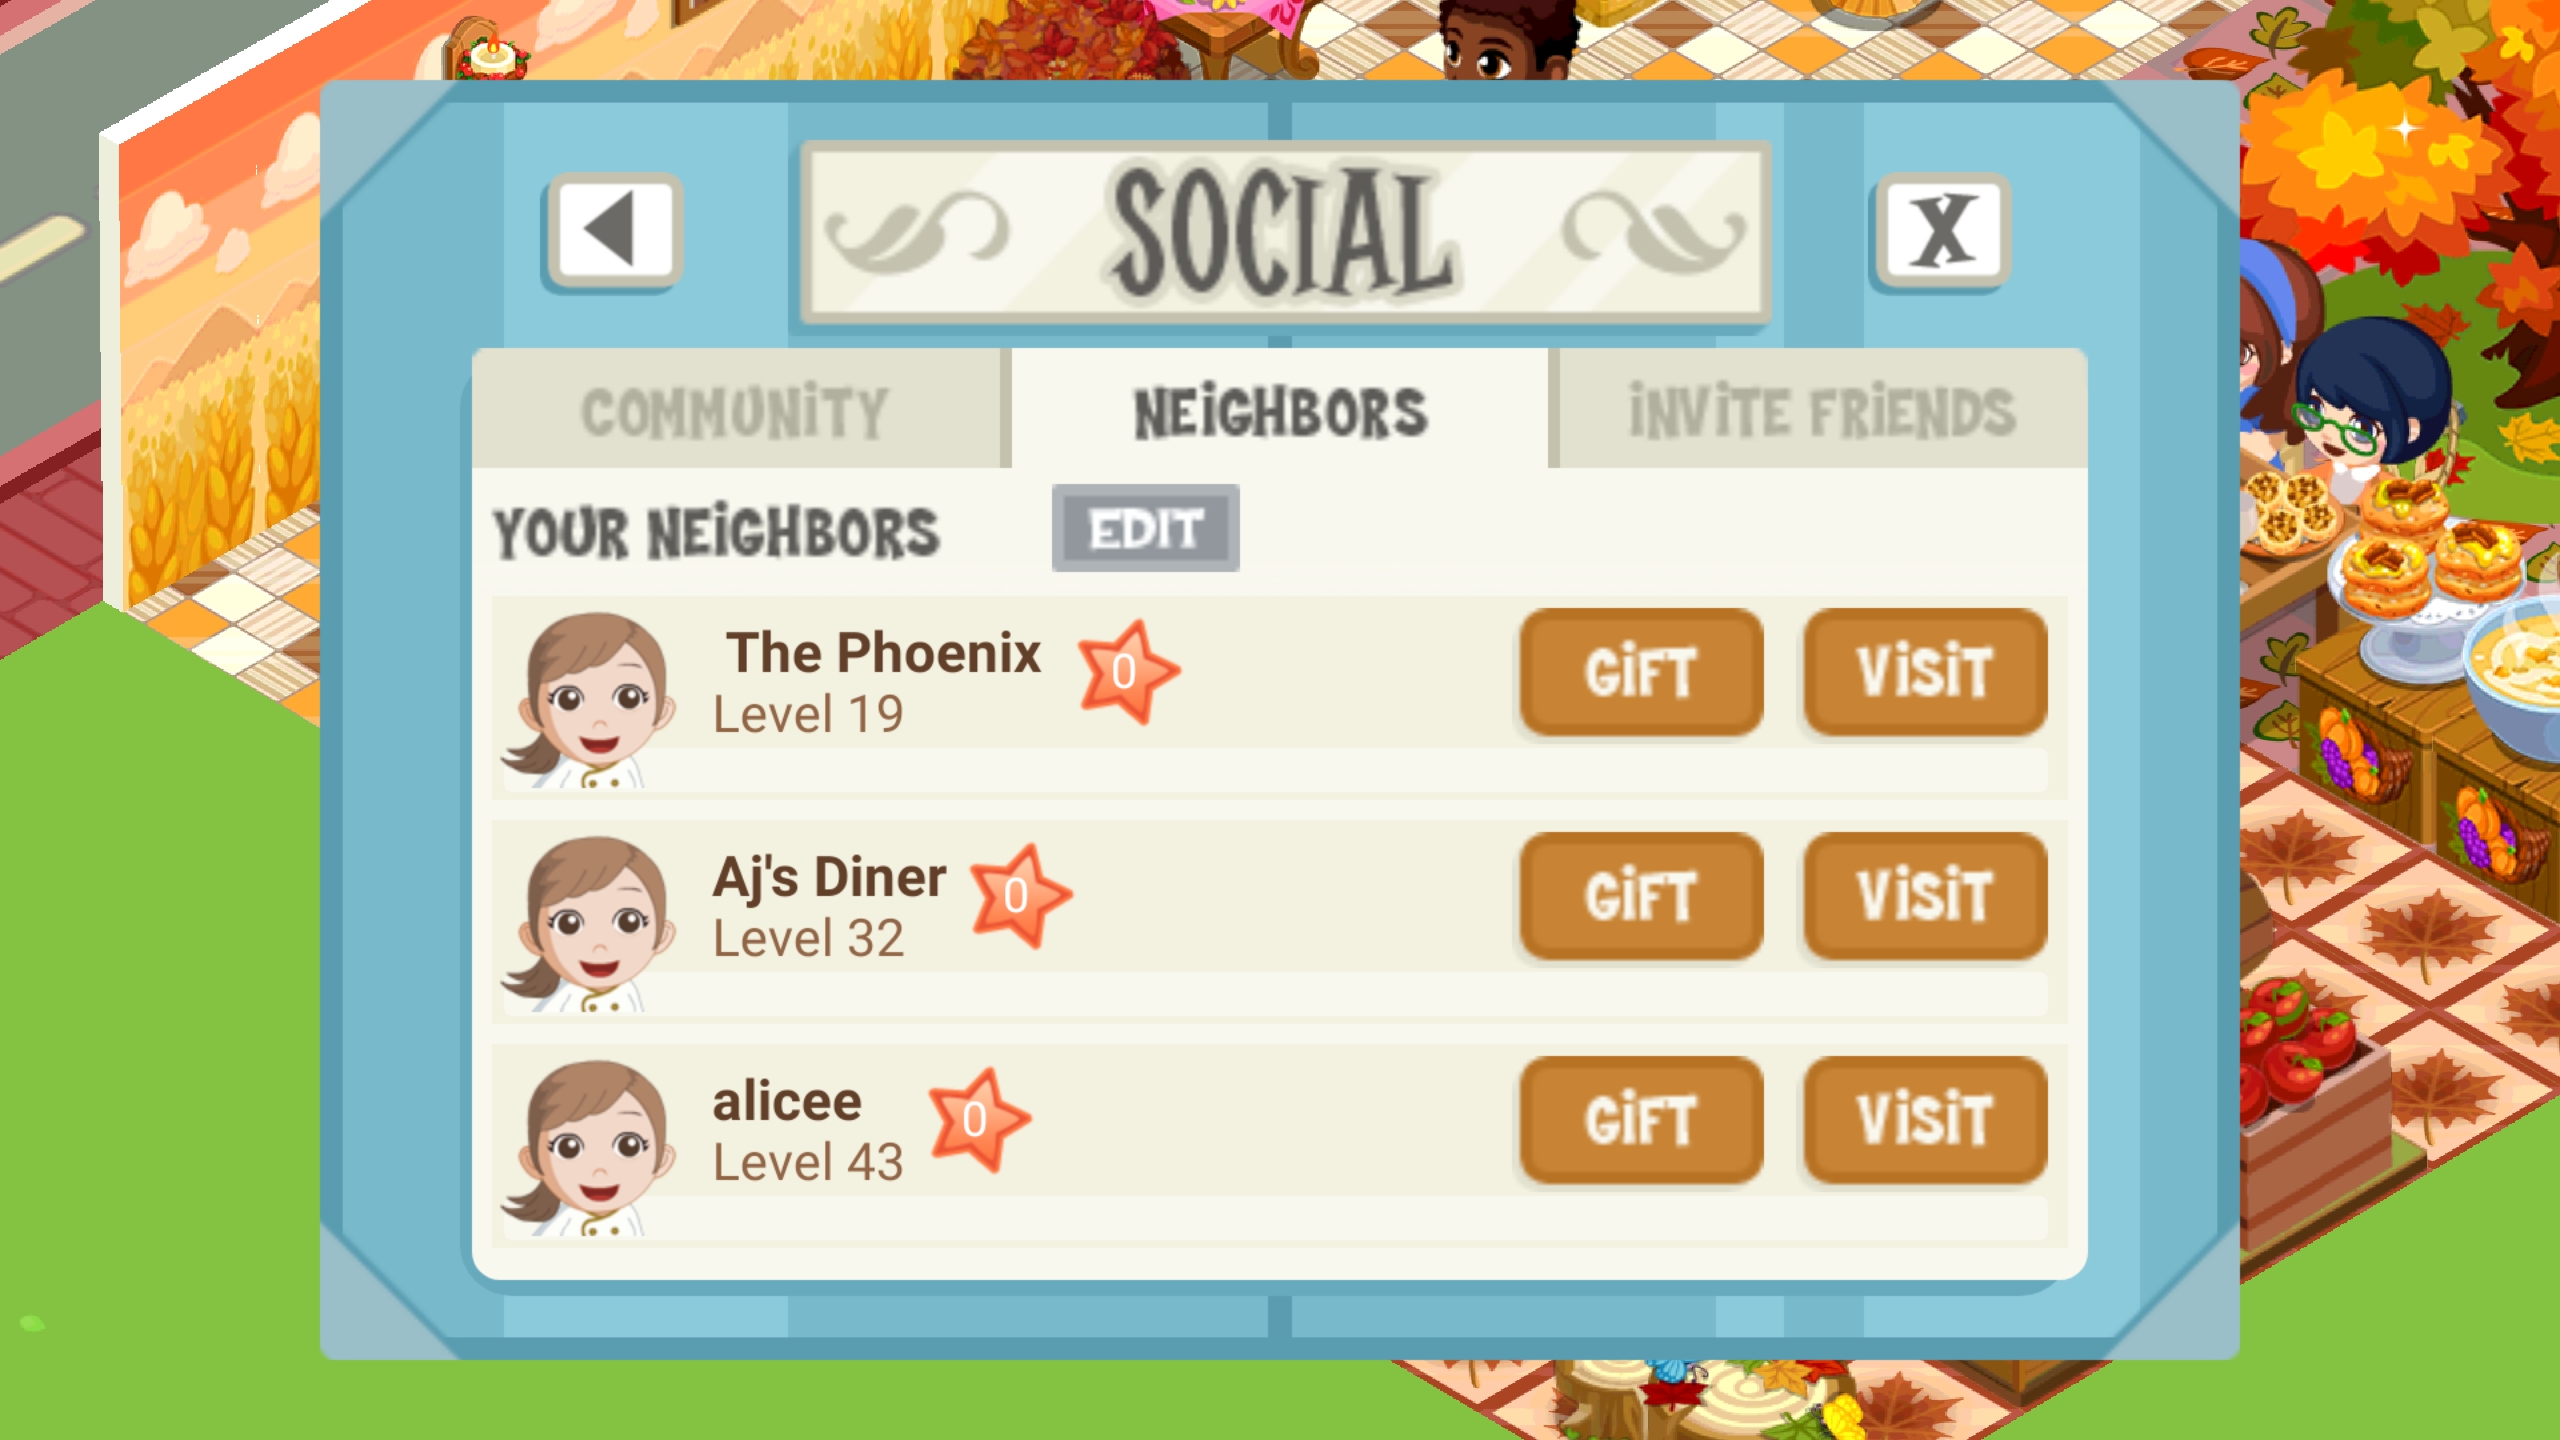 SOCIAL
X
COMMUNITY
NEIGHBORS
INVITE FRIENDS
YOUR NEIGHBORS
EDIT
The Phoenix
0
GIFT
VISIT
Level 19
Aj's Diner
0
GIFT
VISIT
Level 32
alicee
0
GIFT
VISIT
Level 43